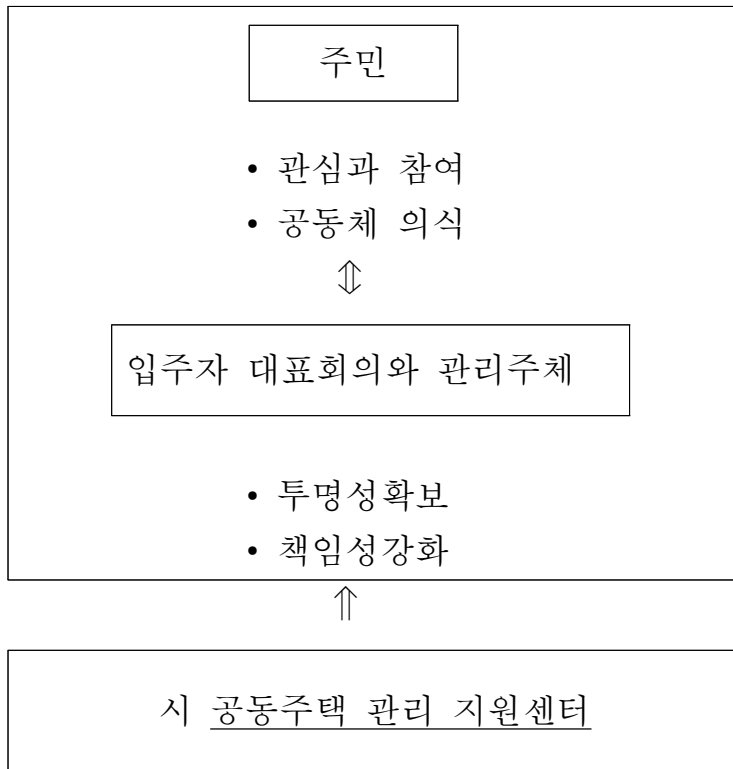 주민
• 관심과 참여
• 공동체 의식
⇕
입주자 대표회의와 관리주체
• 투명성확보
• 책임성강화
⇑
시 공동주택 관리 지원센터